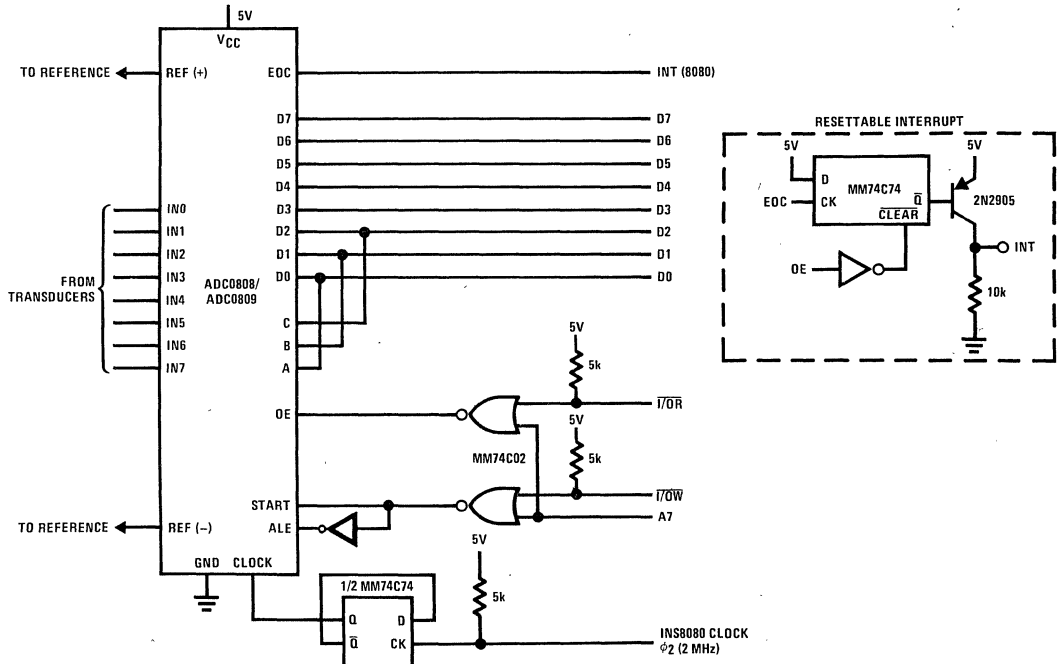 5V
VCC
TO REFERENCE
REF (+)
EOC
INT (8080)
D7
D7
D6
D6
D5
D5
D4
D4
D3
D3
D2
D2
D1
D1
D0
D0
FROM
TRANSDUCERS
IN0
IN1
IN2
IN3
IN4
IN5
IN6
IN7
ADC0808/
ADC0809
C
B
A
5V
5k
OE
I/OR
5V
5k
MM74C02
START
I/OW
ALE
A7
TO REFERENCE
REF (−)
GND
CLOCK
5V
5k
1/2 MM74C74
Q
D
Q̅
CK
INS8080 CLOCK
ϕ2 (2 MHz)
RESETTABLE INTERRUPT
5V
5V
D
MM74C74
EOC
CK
Q̅
CLEAR
2N2905
INT
OE
10k